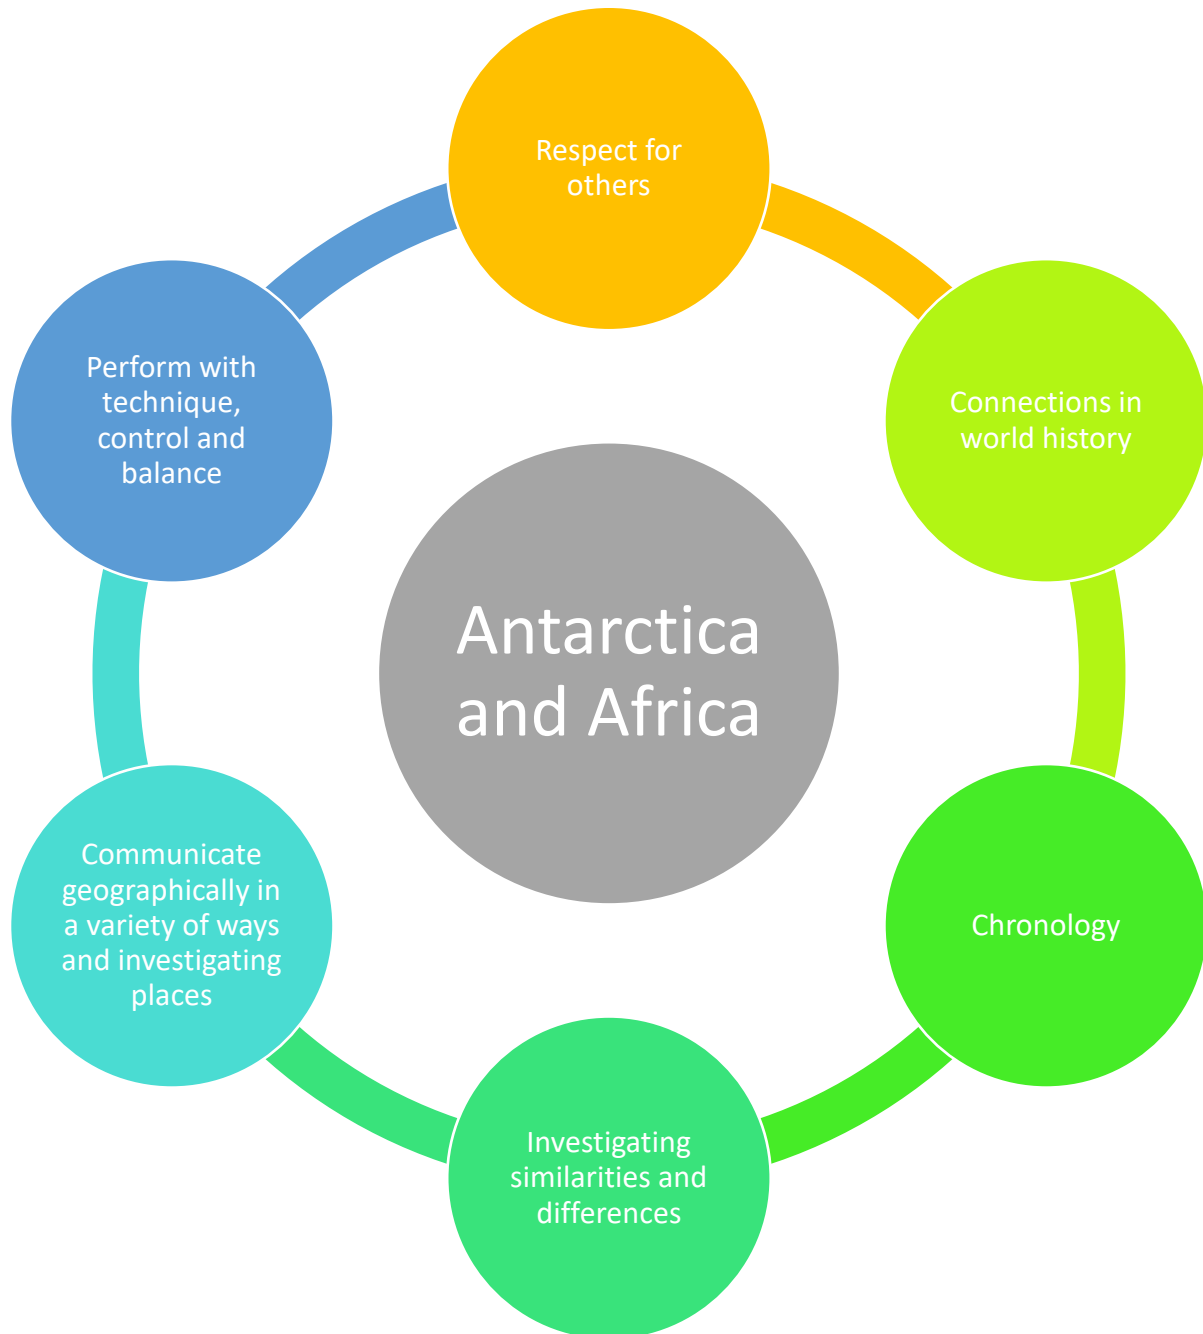 Respect for
others
Connections in
world history
Chronology
Investigating
similarities and
differences
Communicate
geographically in
a variety of ways
and investigating
places
Perform with
technique,
control and
balance
Antarctica
and Africa